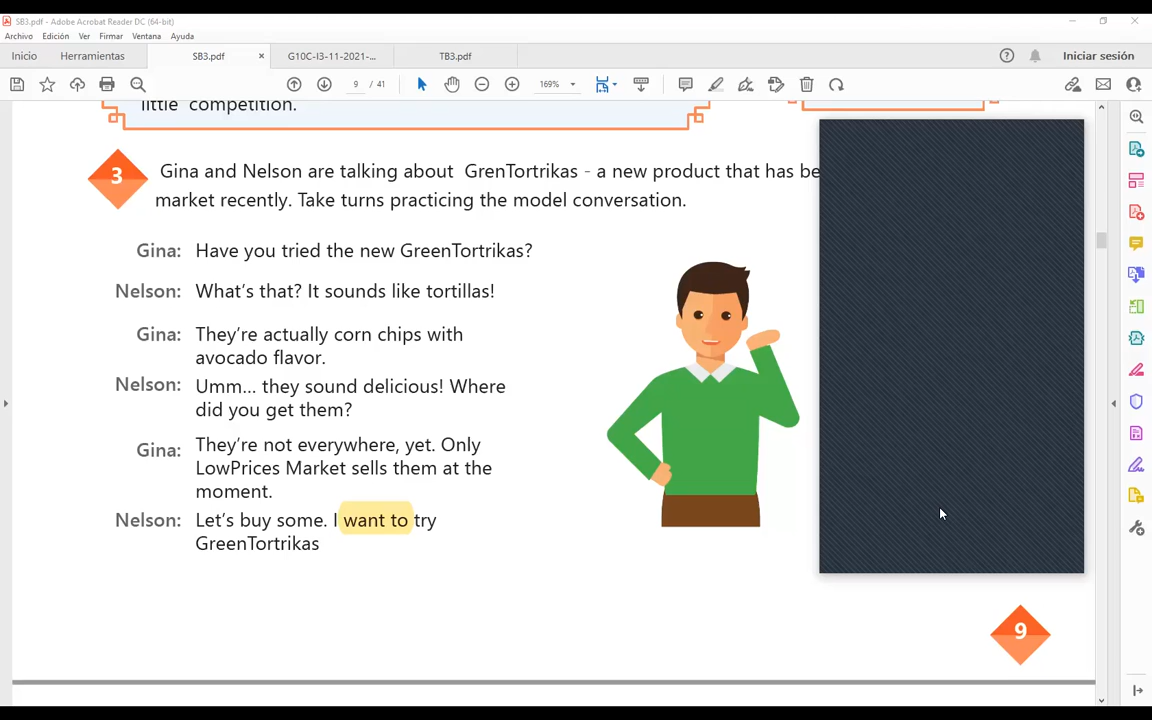 SB3.pdf - Adobe Acrobat Reader DC (64-bit)
Archivo Edición Ver Firmar Ventana Ayuda
Inicio Herramientas SB3.pdf × G10C-I3-11-2021-... TB3.pdf Iniciar sesión
9 / 41 169%
little competition.
3 Gina and Nelson are talking about GrenTortrikas - a new product that has be
market recently. Take turns practicing the model conversation.
Gina: Have you tried the new GreenTortrikas?
Nelson: What's that? It sounds like tortillas!
Gina: They're actually corn chips with
avocado flavor.
Nelson: Umm... they sound delicious! Where
did you get them?
Gina: They're not everywhere, yet. Only
LowPrices Market sells them at the
moment.
Nelson: Let's buy some. I want to try
GreenTortrikas
9